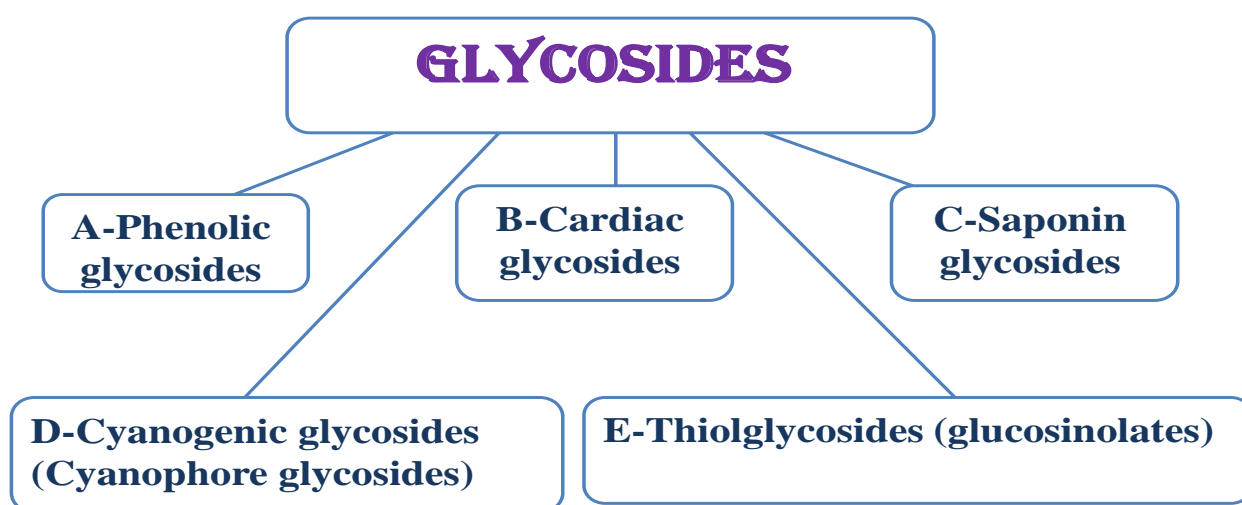 GLYCOSIDES
A-Phenolic
glycosides
B-Cardiac
glycosides
C-Saponin
glycosides
D-Cyanogenic glycosides
(Cyanophore glycosides)
E-Thiolglycosides (glucosinolates)